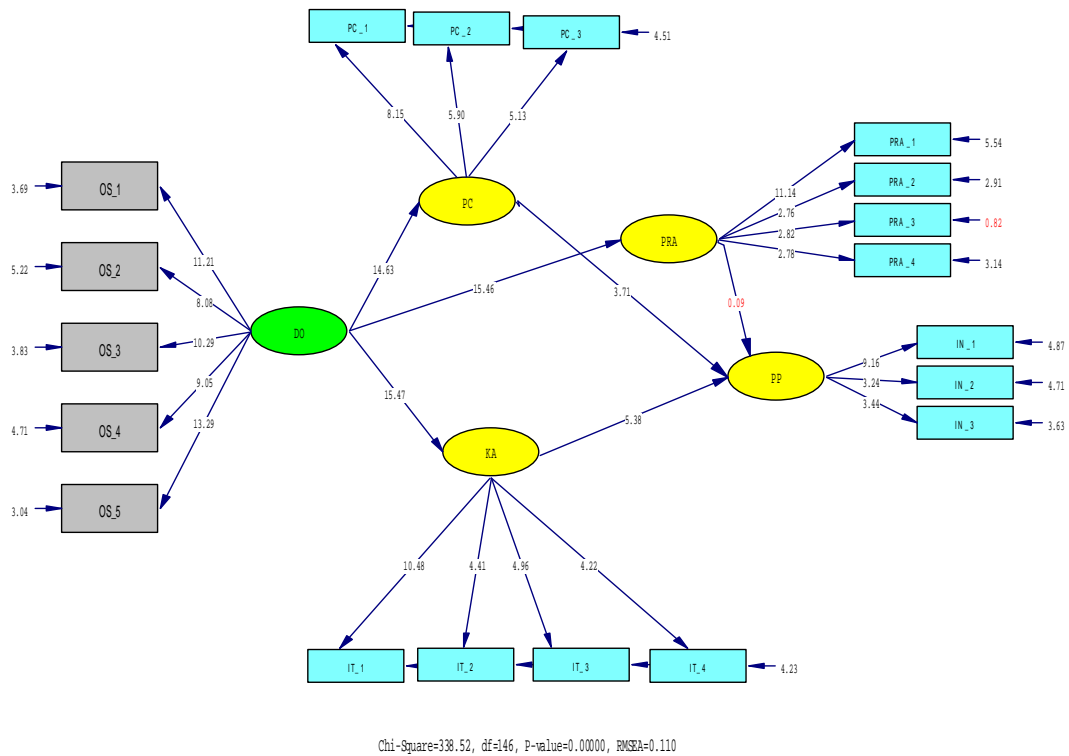 PC_1
PC_2
PC_3
4.51
8.15
5.90
5.13
PRA_1
5.54
PRA_2
2.91
PRA_3
0.82
PRA_4
3.14
11.14
2.76
2.82
2.78
3.69
OS_1
5.22
OS_2
3.83
OS_3
4.71
OS_4
3.04
OS_5
11.21
8.08
10.29
9.05
13.29
DO
PC
PRA
14.63
15.46
3.71
0.09
15.47
KA
PP
5.38
9.16
3.24
3.44
IN_1
4.87
IN_2
4.71
IN_3
3.63
10.48
4.41
4.96
4.22
IT_1
IT_2
IT_3
IT_4
4.23
Chi-Square=338.52, df=146, P-value=0.00000, RMSEA=0.110